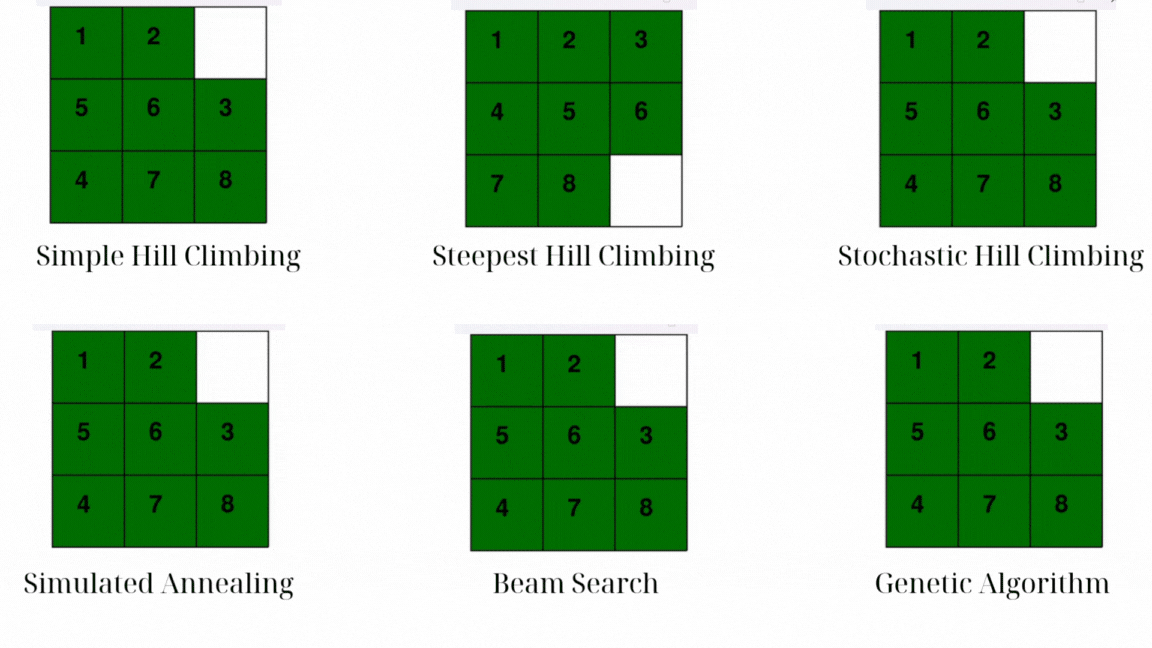 1 2
5 6 3
4 7 8
Simple Hill Climbing
1 2 3
4 5 6
7 8
Steepest Hill Climbing
1 2
5 6 3
4 7 8
Stochastic Hill Climbing
1 2
5 6 3
4 7 8
Simulated Annealing
1 2
5 6 3
4 7 8
Beam Search
1 2
5 6 3
4 7 8
Genetic Algorithm